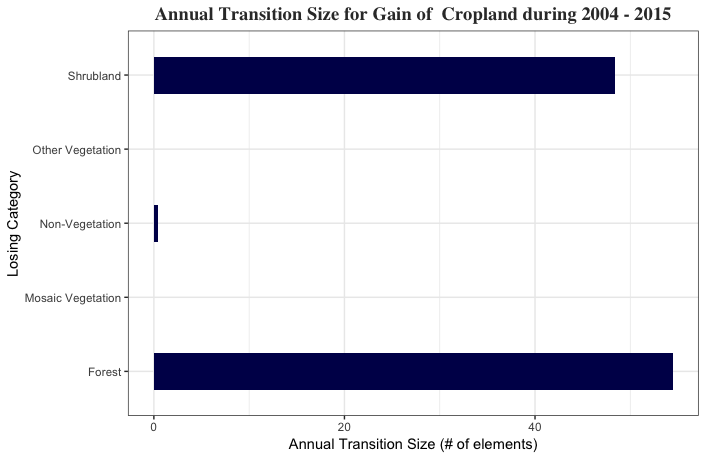 Annual Transition Size for Gain of  Cropland during 2004 - 2015
Shrubland
Other Vegetation
Non-Vegetation
Mosaic Vegetation
Forest
Losing Category
0 20 40
Annual Transition Size (# of elements)